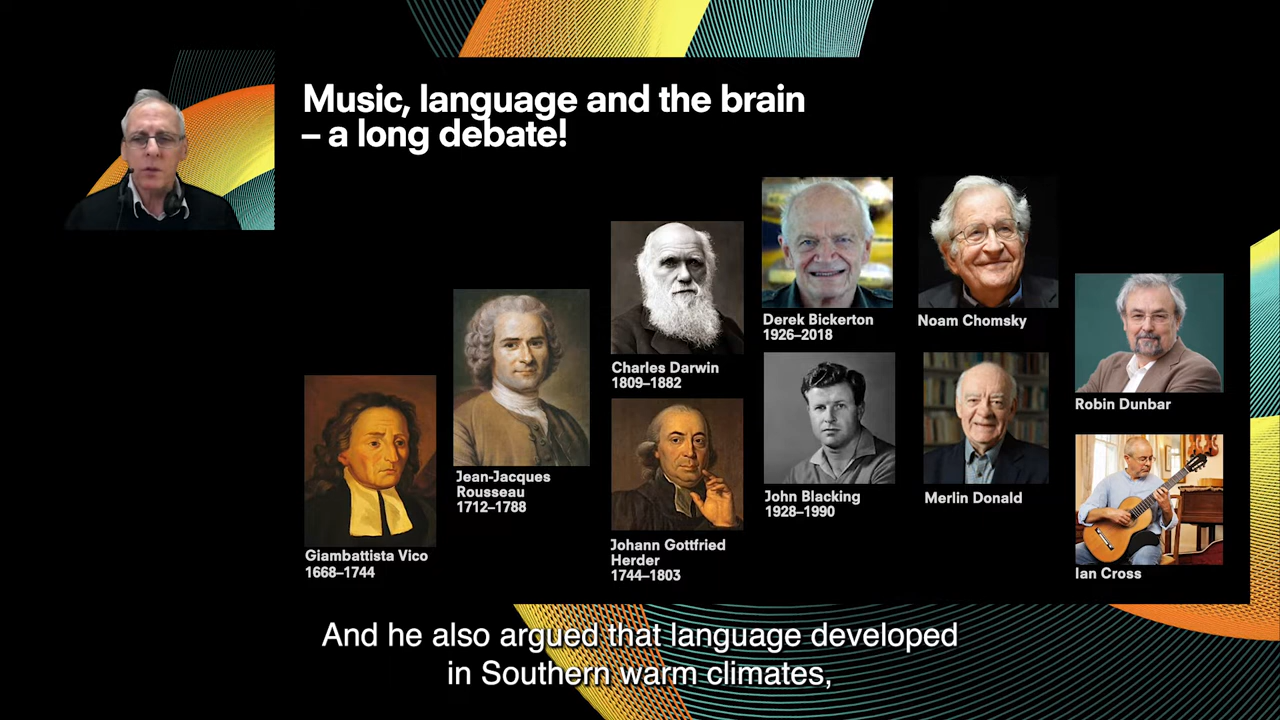 Music, language and the brain
– a long debate!
Giambattista Vico
1668–1744
Jean-Jacques
Rousseau
1712–1788
Charles Darwin
1809–1882
Johann Gottfried
Herder
1744–1803
Derek Bickerton
1926–2018
John Blacking
1928–1990
Noam Chomsky
Merlin Donald
Robin Dunbar
Ian Cross
And he also argued that language developed
in Southern warm climates,